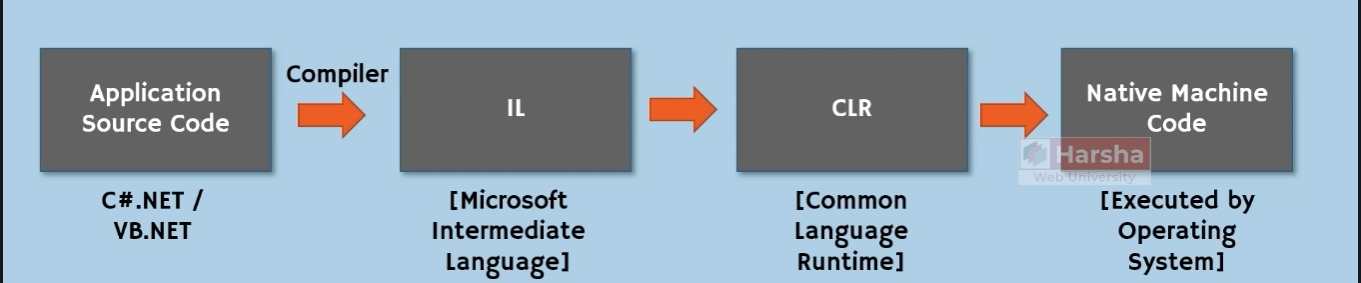 Application
Source Code
Compiler
IL
CLR
Native Machine
Code
Harsha
Web University
C#.NET /
VB.NET
[Microsoft
Intermediate
Language]
[Common
Language
Runtime]
[Executed by
Operating
System]